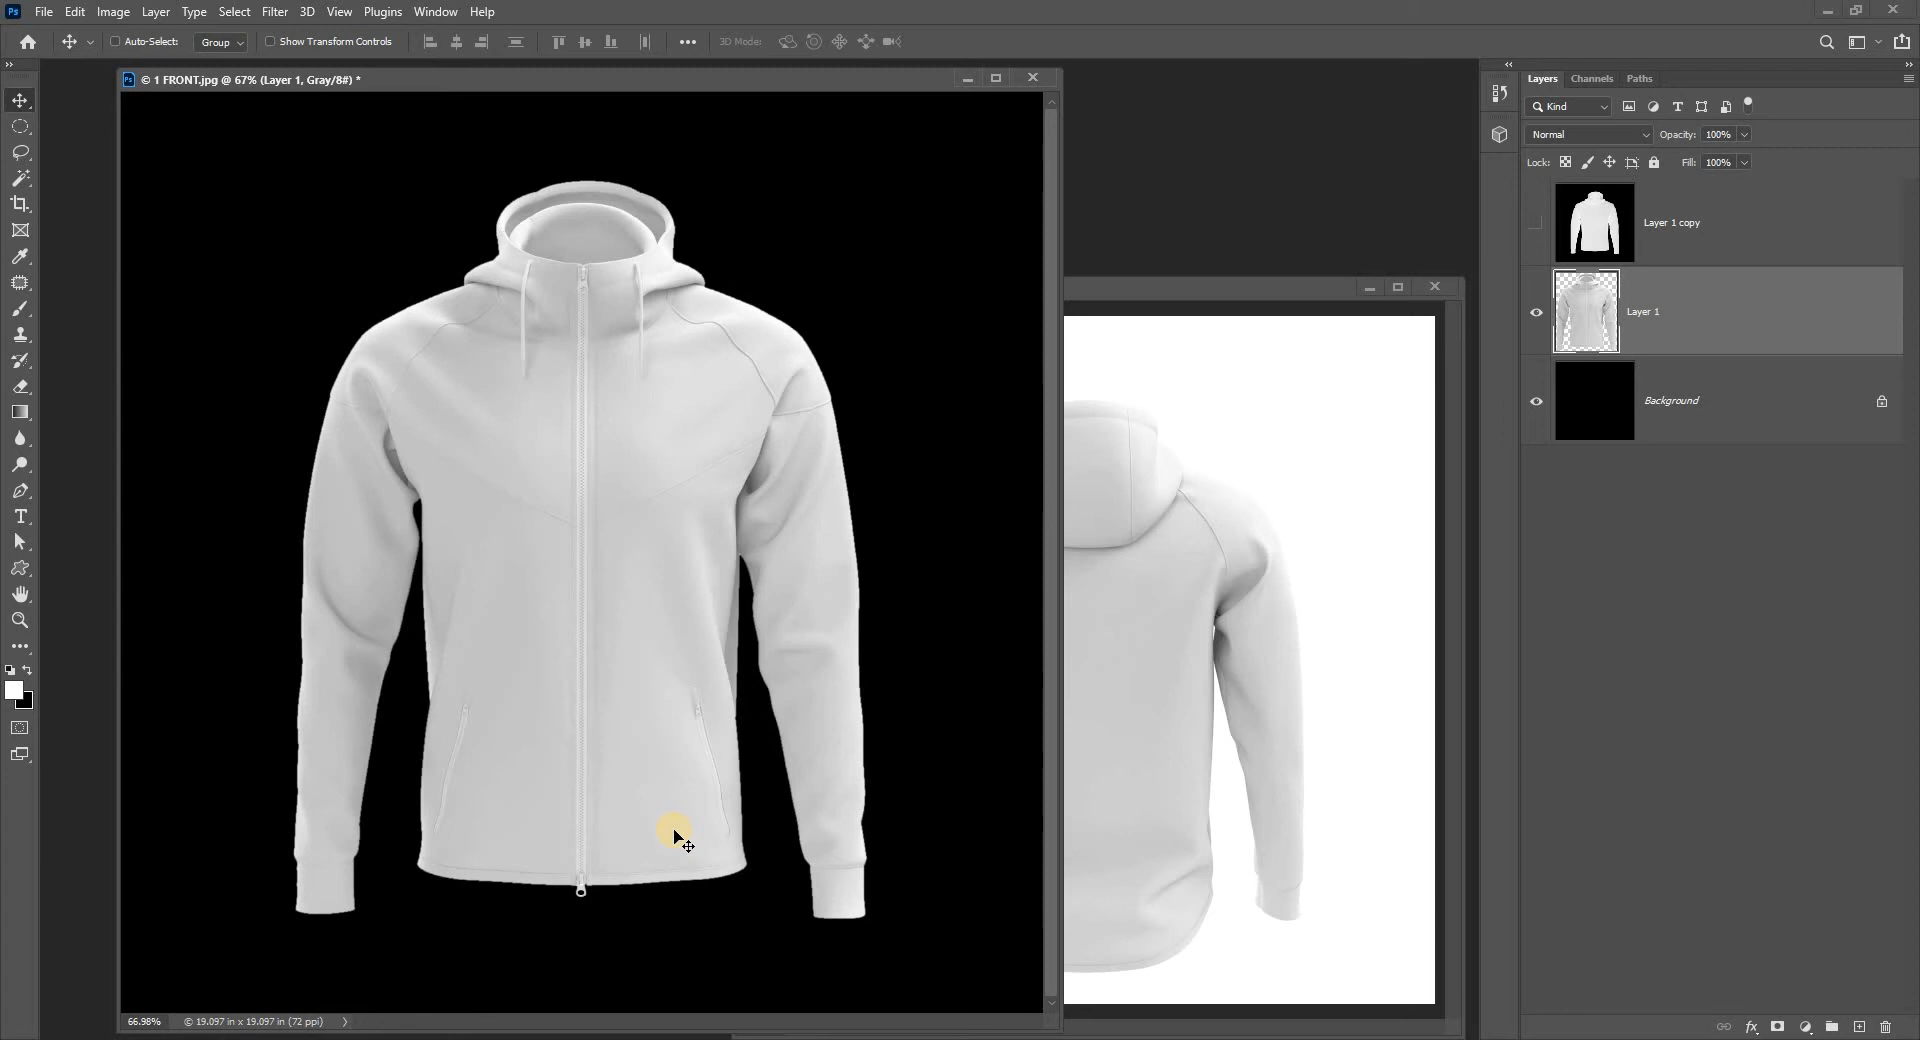 Ps File Edit Image Layer Type Select Filter 3D View Plugins Window Help
Auto-Select: Group Show Transform Controls 3D Mode:
Ps © 1 FRONT.jpg @ 67% (Layer 1, Gray/8#) *
Layers Channels Paths
Kind
Normal Opacity: 100%
Lock: Fill: 100%
Layer 1 copy
Layer 1
Background
66.98% © 19.097 in x 19.097 in (72 ppi)